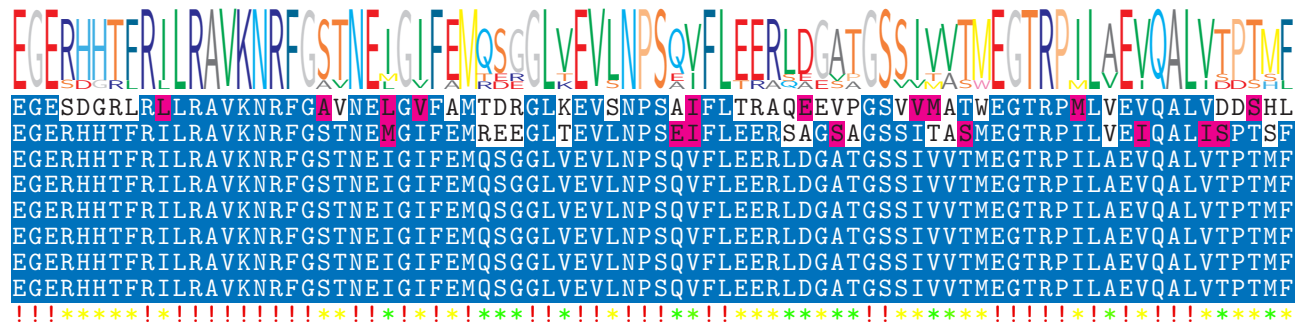 EGERHHTFRILRAVKNRFGSTNEIGIFEMQSGGLVEVLNPSQVFLEERLDGATGSSIVVTMEGTRPILAEVQALVTPTMF
EGESDGRLRLLRAVKNRFGAVNELGVFAMTDRGLKEVSNPSAIFLTRAQEEVPGSVVMATWEGTRPMLVEVQALVDDSHL
EGERHHTFRILRAVKNRFGSTNEMGIFEMREEGLTEVLNPSEIFLEERSAGSAGSSITASMEGTRPILVEIQALISPTSF
EGERHHTFRILRAVKNRFGSTNEIGIFEMQSGGLVEVLNPSQVFLEERLDGATGSSIVVTMEGTRPILAEVQALVTPTMF
EGERHHTFRILRAVKNRFGSTNEIGIFEMQSGGLVEVLNPSQVFLEERLDGATGSSIVVTMEGTRPILAEVQALVTPTMF
EGERHHTFRILRAVKNRFGSTNEIGIFEMQSGGLVEVLNPSQVFLEERLDGATGSSIVVTMEGTRPILAEVQALVTPTMF
EGERHHTFRILRAVKNRFGSTNEIGIFEMQSGGLVEVLNPSQVFLEERLDGATGSSIVVTMEGTRPILAEVQALVTPTMF
EGERHHTFRILRAVKNRFGSTNEIGIFEMQSGGLVEVLNPSQVFLEERLDGATGSSIVVTMEGTRPILAEVQALVTPTMF
EGERHHTFRILRAVKNRFGSTNEIGIFEMQSGGLVEVLNPSQVFLEERLDGATGSSIVVTMEGTRPILAEVQALVTPTMF
!!!*****!*!!!!!!!!!**!!*!*!*!***!!*!!*!!!**!!********!!******!!!!!*!*!*!!!******